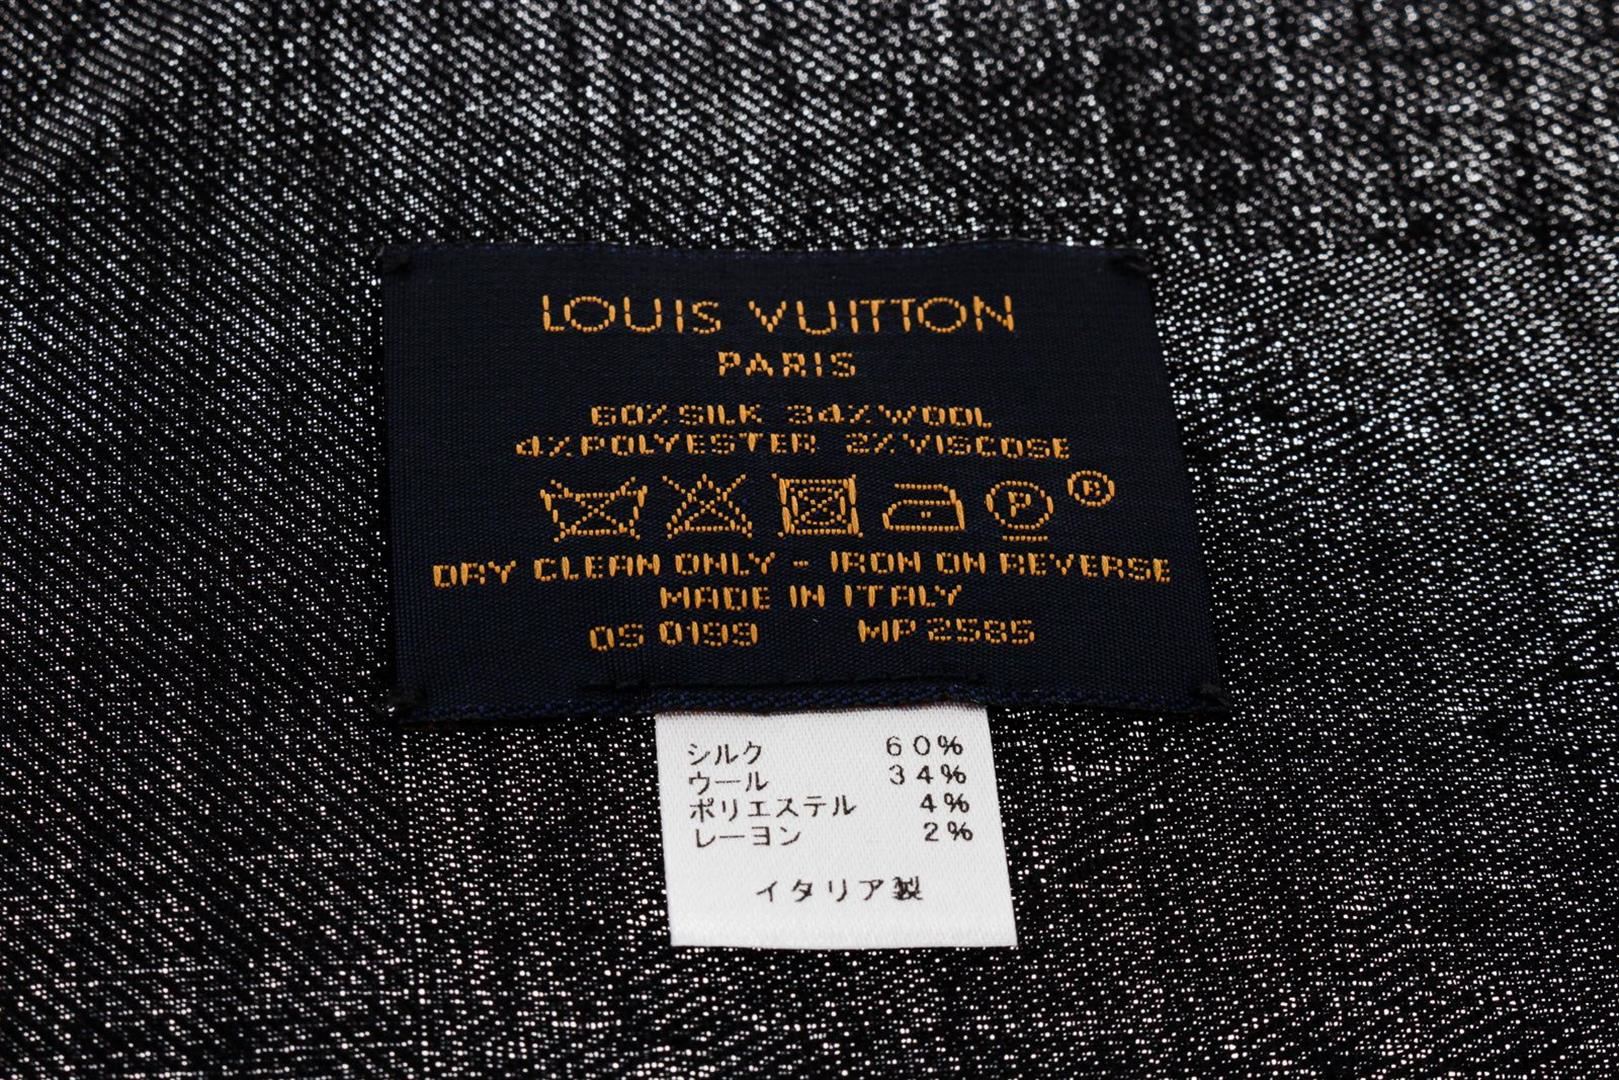 LOUIS VUITTON
PARIS
60% SILK 34% WOOL
4% POLYESTER 2% VISCOSE
P ®
DRY CLEAN ONLY - IRON ON REVERSE
MADE IN ITALY
OS 0199 MP 2585
シルク 60%
ウール 34%
ポリエステル 4%
レーヨン 2%
イタリア製